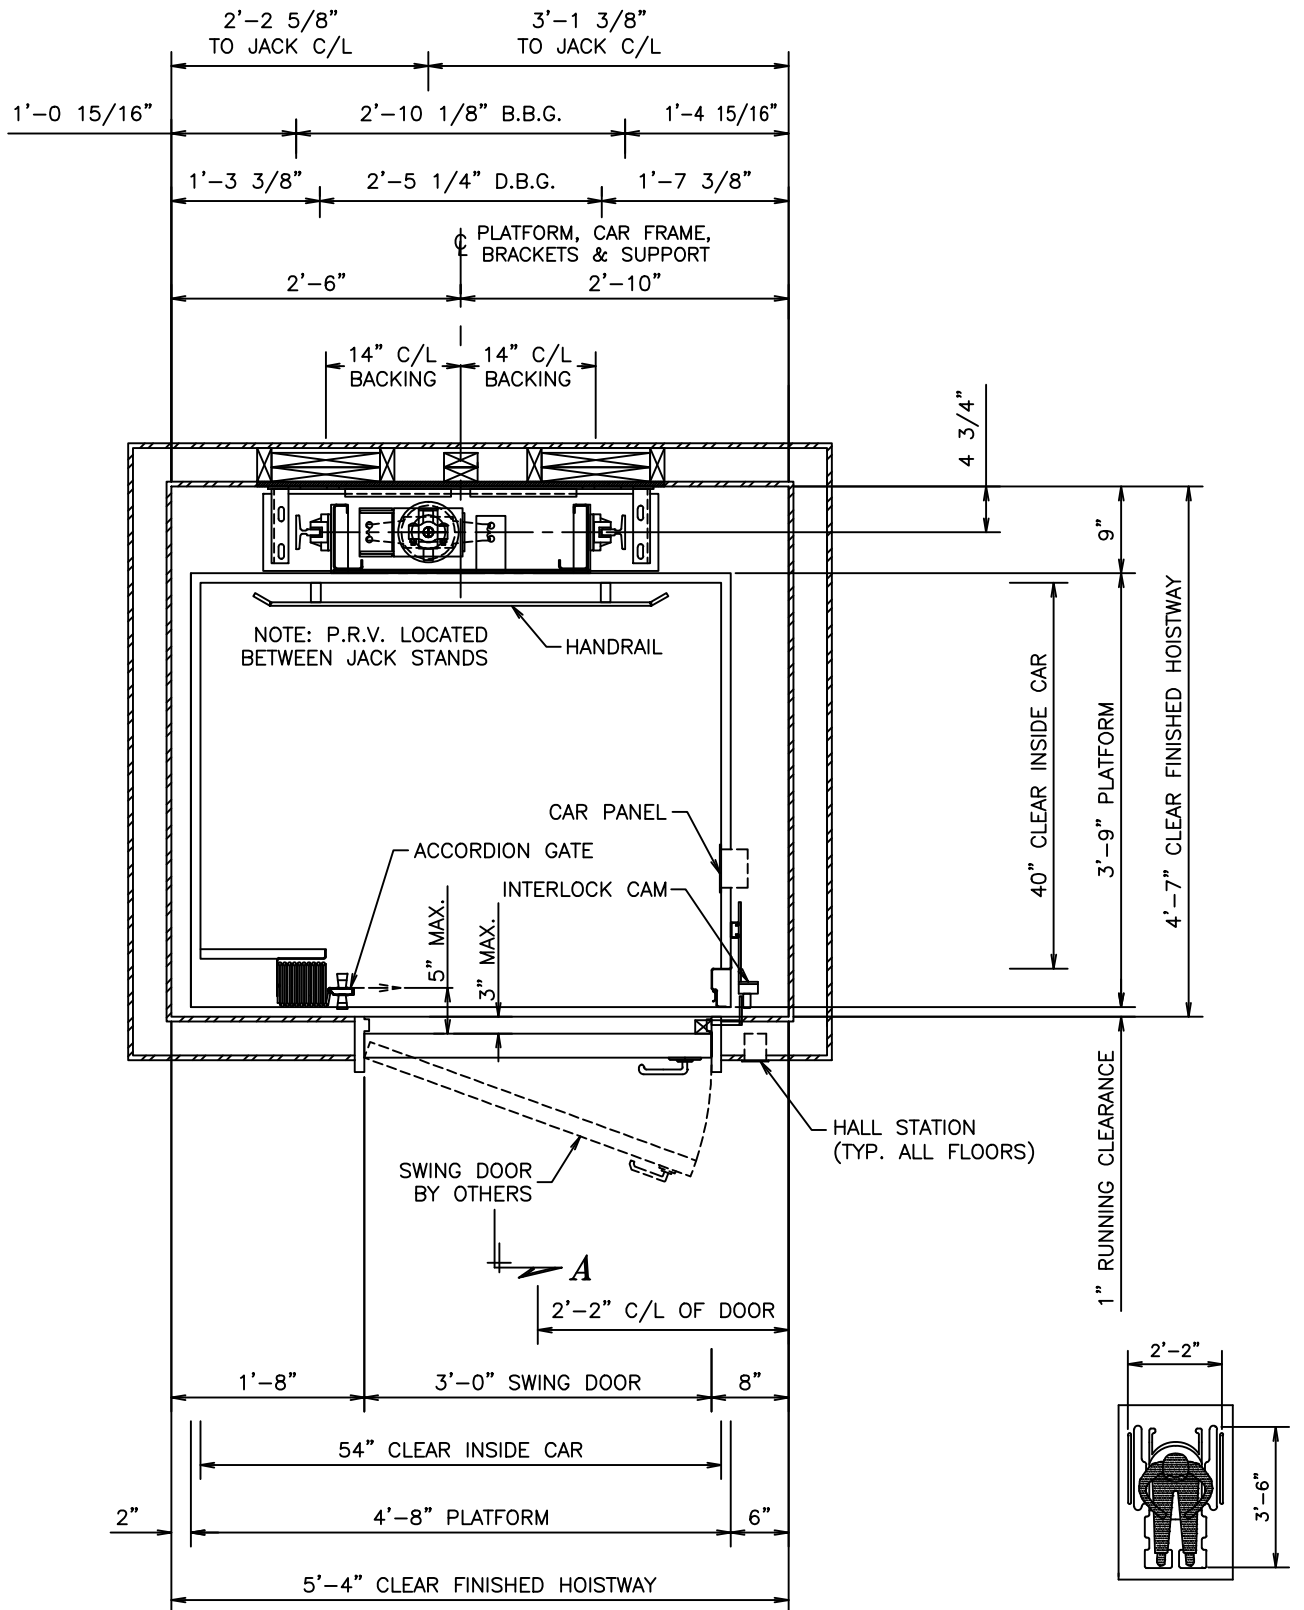 2'-2 5/8"
TO JACK C/L
3'-1 3/8"
TO JACK C/L
1'-0 15/16"
2'-10 1/8" B.B.G.
1'-4 15/16"
1'-3 3/8"
2'-5 1/4" D.B.G.
1'-7 3/8"
℄ PLATFORM, CAR FRAME,
BRACKETS & SUPPORT
2'-6"
2'-10"
14" C/L
BACKING
14" C/L
BACKING
4 3/4"
9"
NOTE: P.R.V. LOCATED
BETWEEN JACK STANDS
HANDRAIL
40" CLEAR INSIDE CAR
3'-9" PLATFORM
4'-7" CLEAR FINISHED HOISTWAY
CAR PANEL
ACCORDION GATE
INTERLOCK CAM
5" MAX.
3" MAX.
HALL STATION
(TYP. ALL FLOORS)
1" RUNNING CLEARANCE
SWING DOOR
BY OTHERS
A
2'-2" C/L OF DOOR
1'-8"
3'-0" SWING DOOR
8"
54" CLEAR INSIDE CAR
2"
4'-8" PLATFORM
6"
5'-4" CLEAR FINISHED HOISTWAY
2'-2"
3'-6"